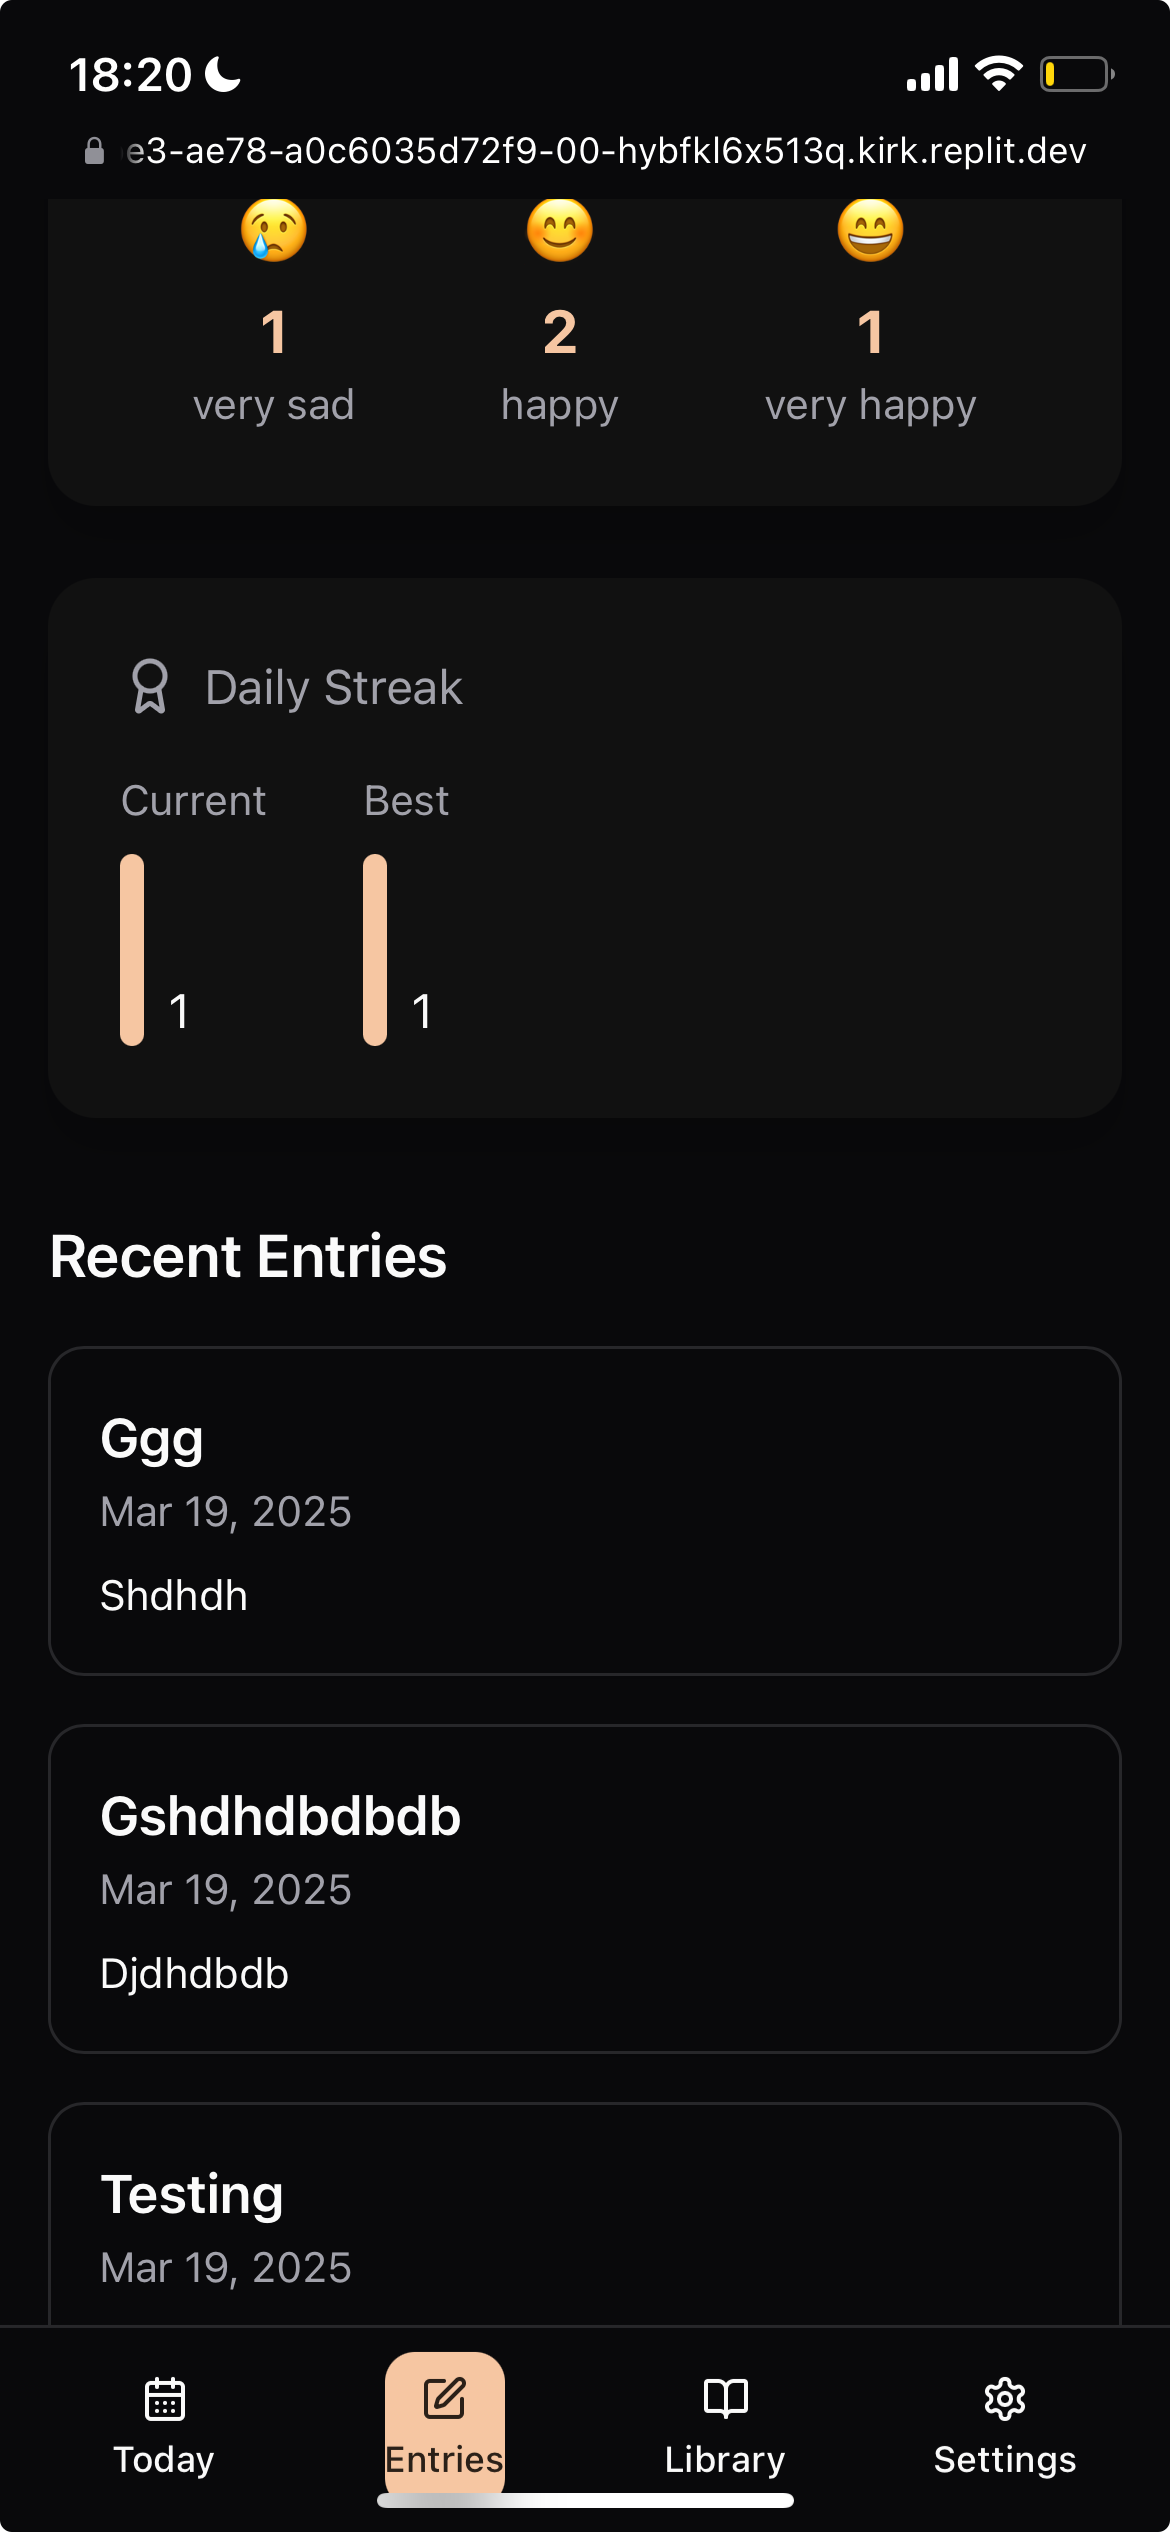 18:20
e3-ae78-a0c6035d72f9-00-hybfkl6x513q.kirk.replit.dev
1 2 1
very sad happy very happy
Daily Streak
Current Best
1 1
Recent Entries
Ggg
Mar 19, 2025
Shdhdh
Gshdhdbdbdb
Mar 19, 2025
Djdhdbdb
Testing
Mar 19, 2025
Today Entries Library Settings